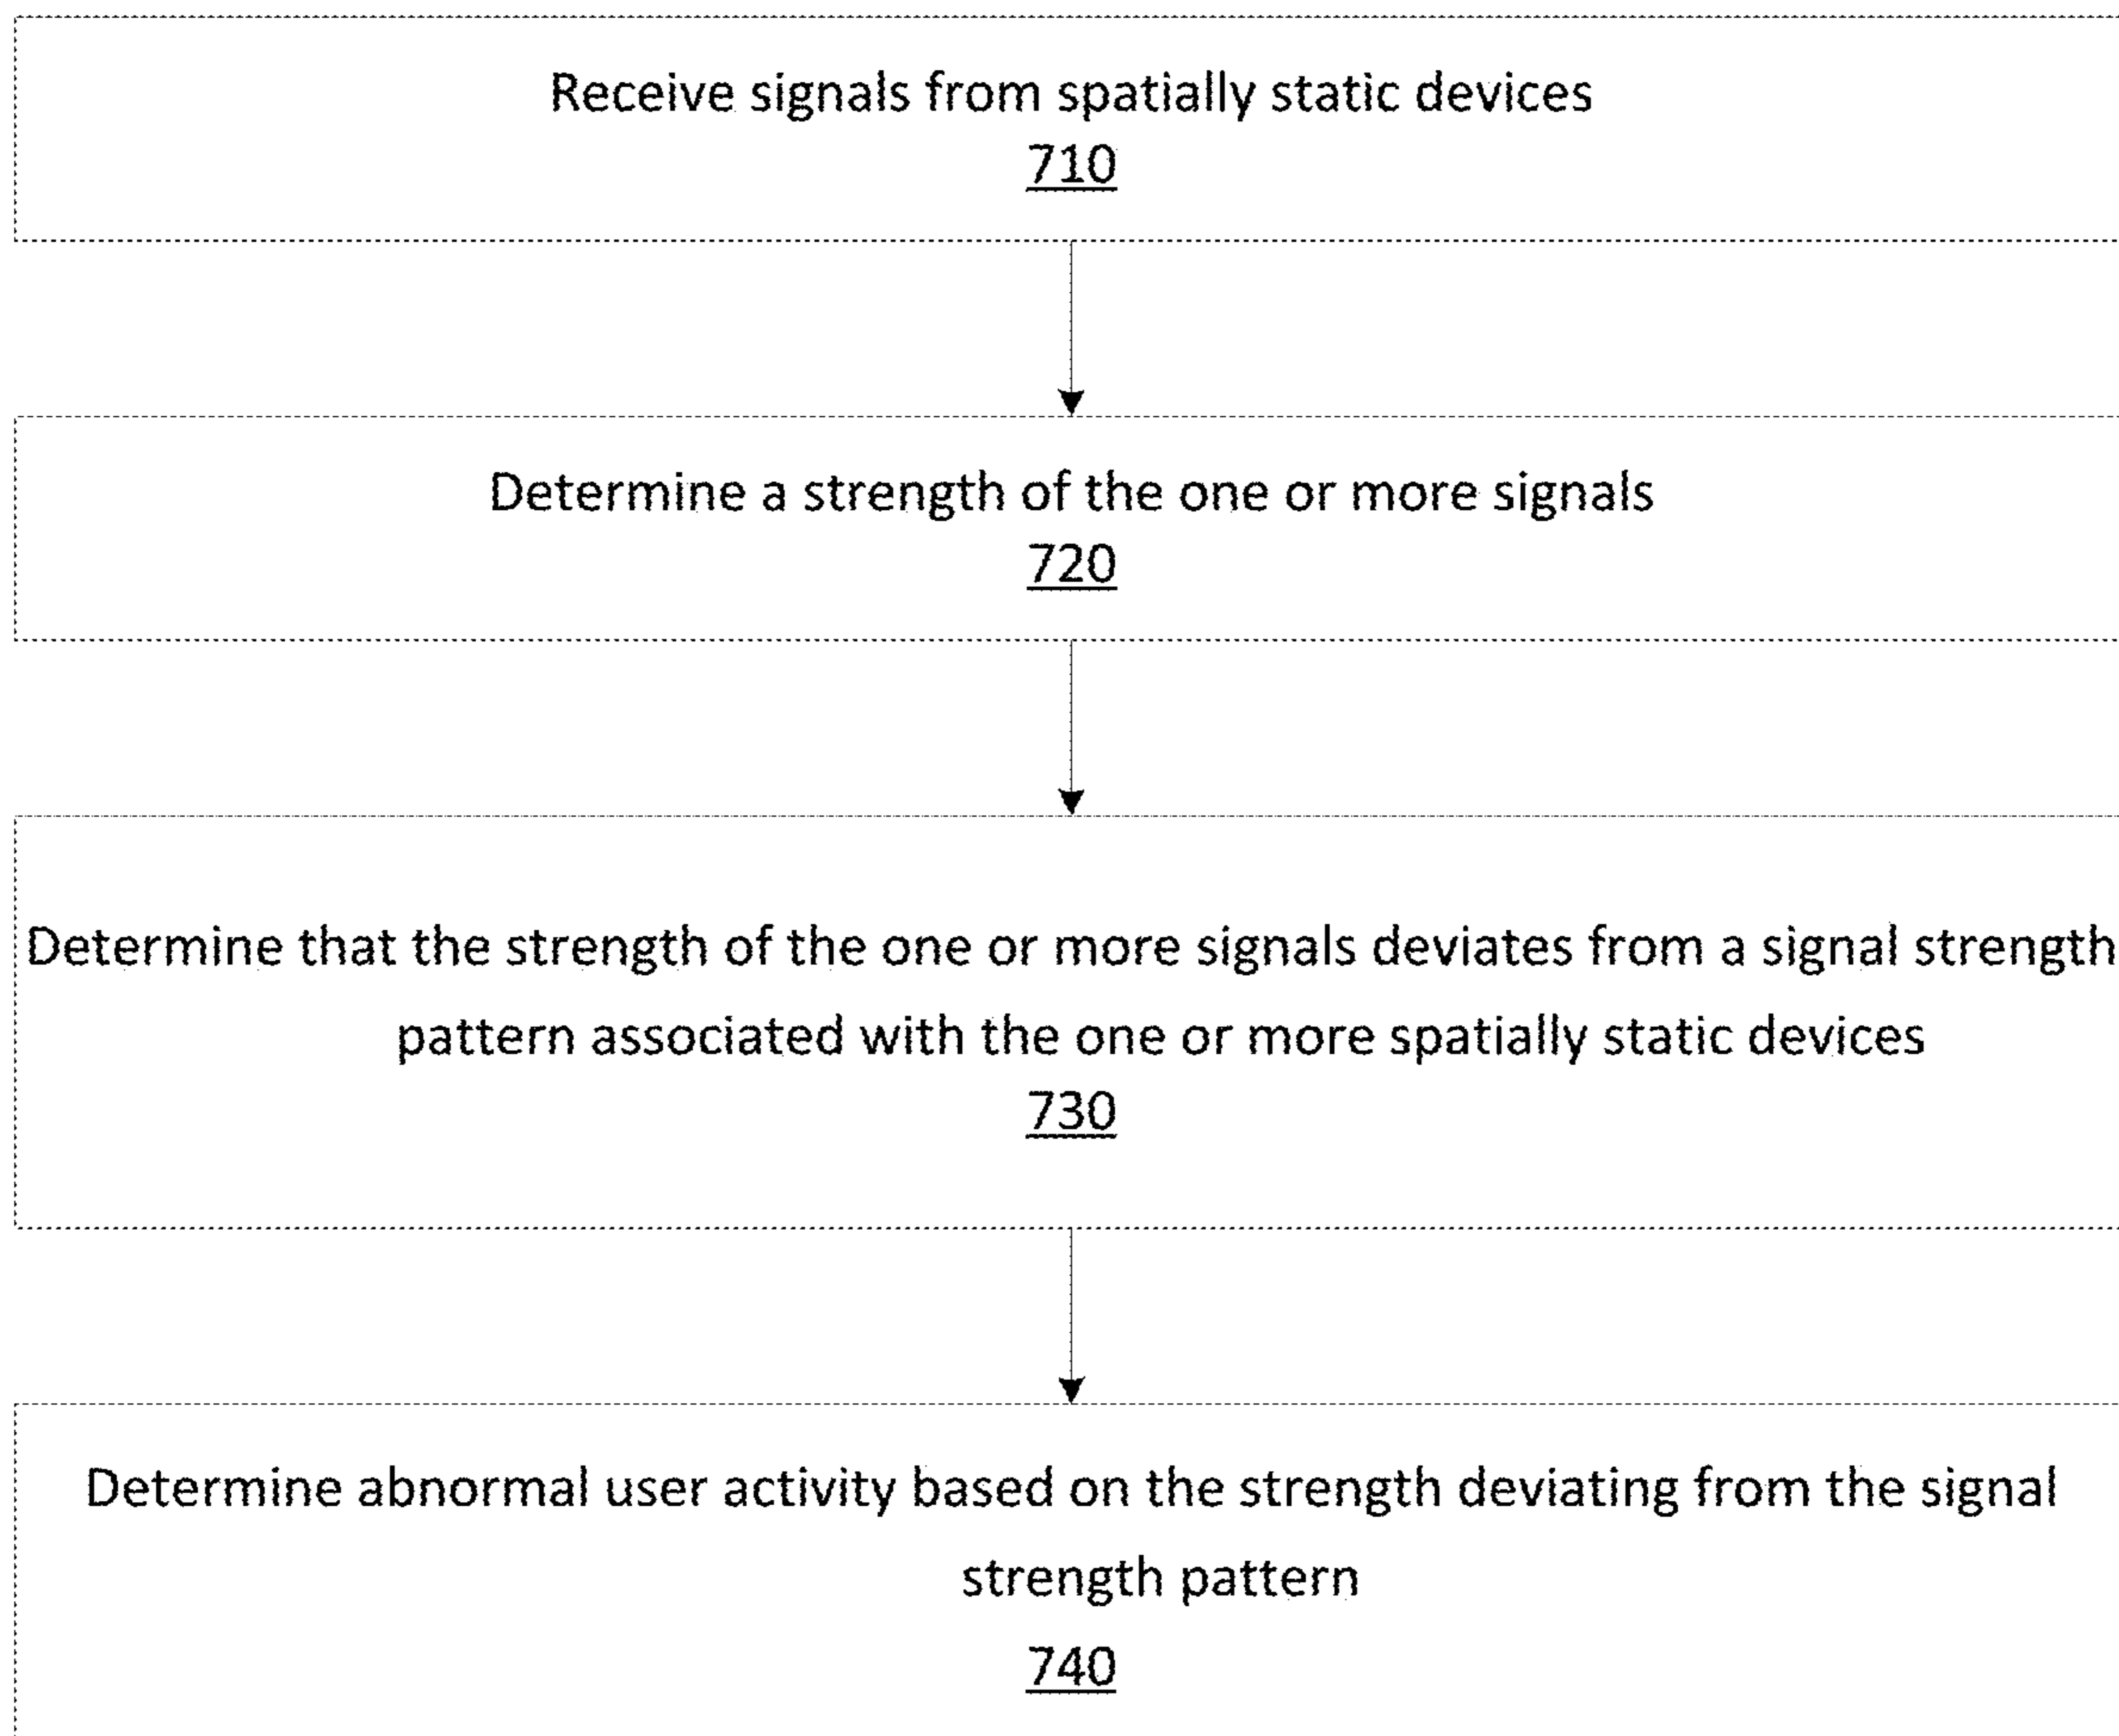 Receive signals from spatially static devices
710
Determine a strength of the one or more signals
720
Determine that the strength of the one or more signals deviates from a signal strength
pattern associated with the one or more spatially static devices
730
Determine abnormal user activity based on the strength deviating from the signal
strength pattern
740